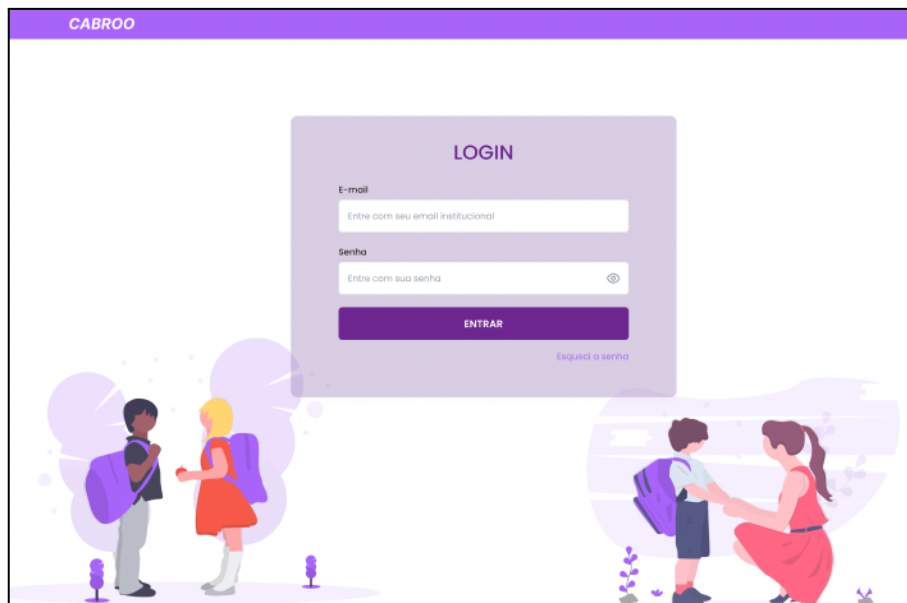 CABROO
LOGIN
E-mail
Entre com seu email institucional
Senha
Entre com sua senha
ENTRAR
Esqueci a senha